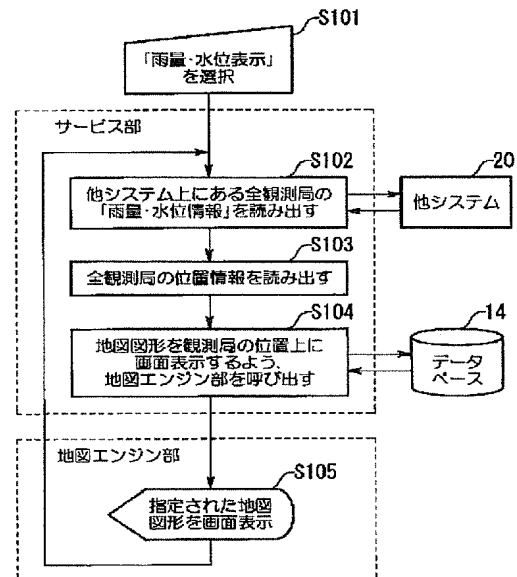 S101
「雨量・水位表示」
を選択
サービス部
S102
他システム上にある全観測局の
「雨量・水位情報」を読み出す
20
他システム
S103
全観測局の位置情報を読み出す
S104
地図図形を観測局の位置上に
画面表示するよう、
地図エンジン部を呼び出す
14
データ
ベース
地図エンジン部
S105
指定された地図
図形を画面表示